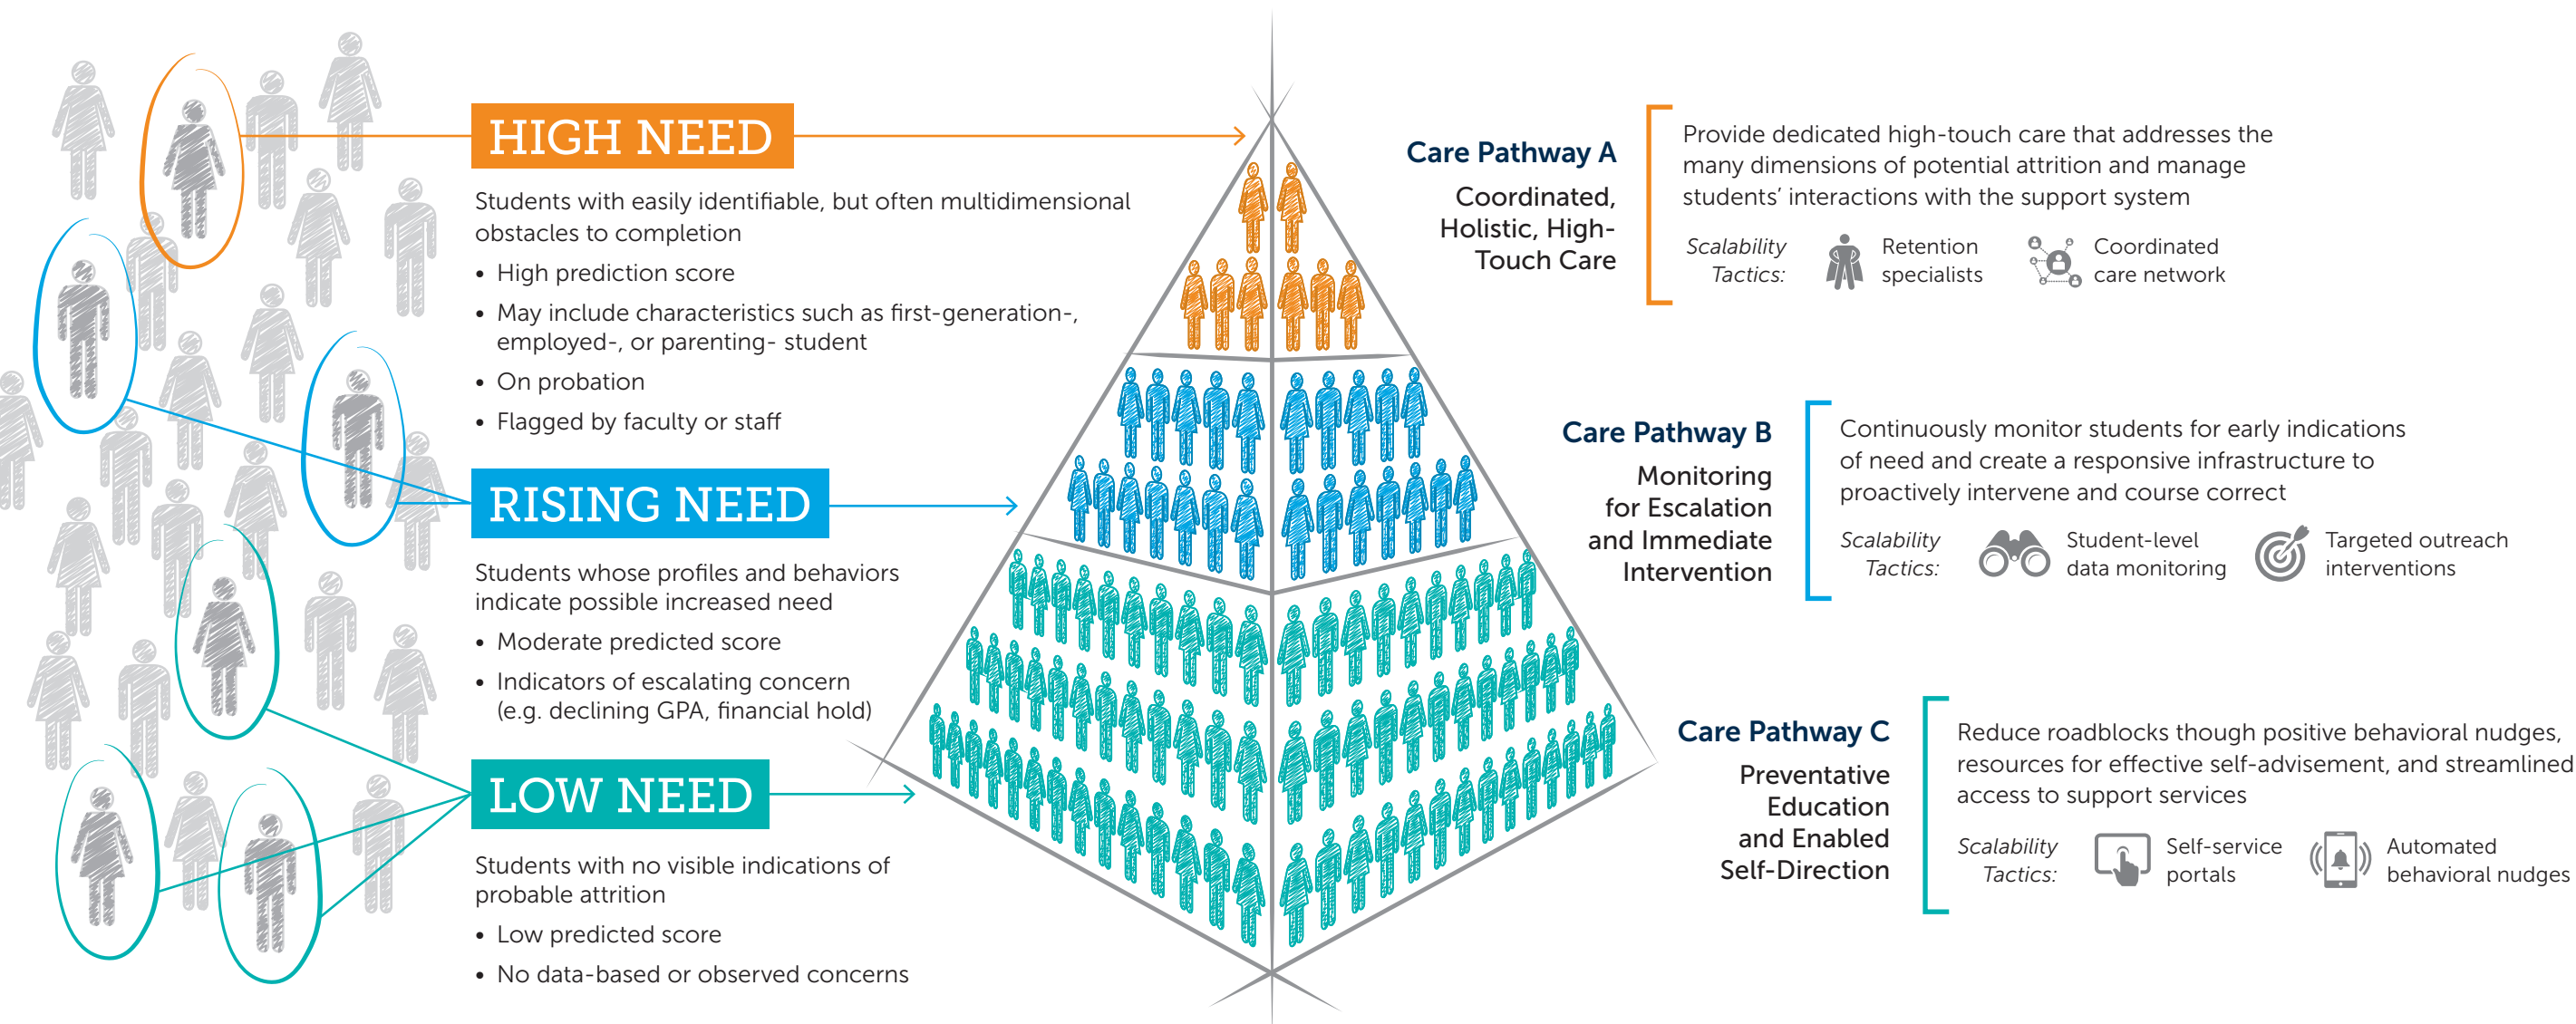 HIGH NEED
Students with easily identifiable, but often multidimensional
obstacles to completion
• High prediction score
• May include characteristics such as first-generation-,
employed-, or parenting- student
• On probation
• Flagged by faculty or staff
RISING NEED
Students whose profiles and behaviors
indicate possible increased need
• Moderate predicted score
• Indicators of escalating concern
(e.g. declining GPA, financial hold)
LOW NEED
Students with no visible indications of
probable attrition
• Low predicted score
• No data-based or observed concerns
Care Pathway A
Coordinated,
Holistic, High-
Touch Care
Provide dedicated high-touch care that addresses the
many dimensions of potential attrition and manage
students’ interactions with the support system
Scalability
Tactics:
Retention
specialists
Coordinated
care network
Care Pathway B
Monitoring
for Escalation
and Immediate
Intervention
Continuously monitor students for early indications
of need and create a responsive infrastructure to
proactively intervene and course correct
Scalability
Tactics:
Student-level
data monitoring
Targeted outreach
interventions
Care Pathway C
Preventative
Education
and Enabled
Self-Direction
Reduce roadblocks though positive behavioral nudges,
resources for effective self-advisement, and streamlined
access to support services
Scalability
Tactics:
Self-service
portals
Automated
behavioral nudges